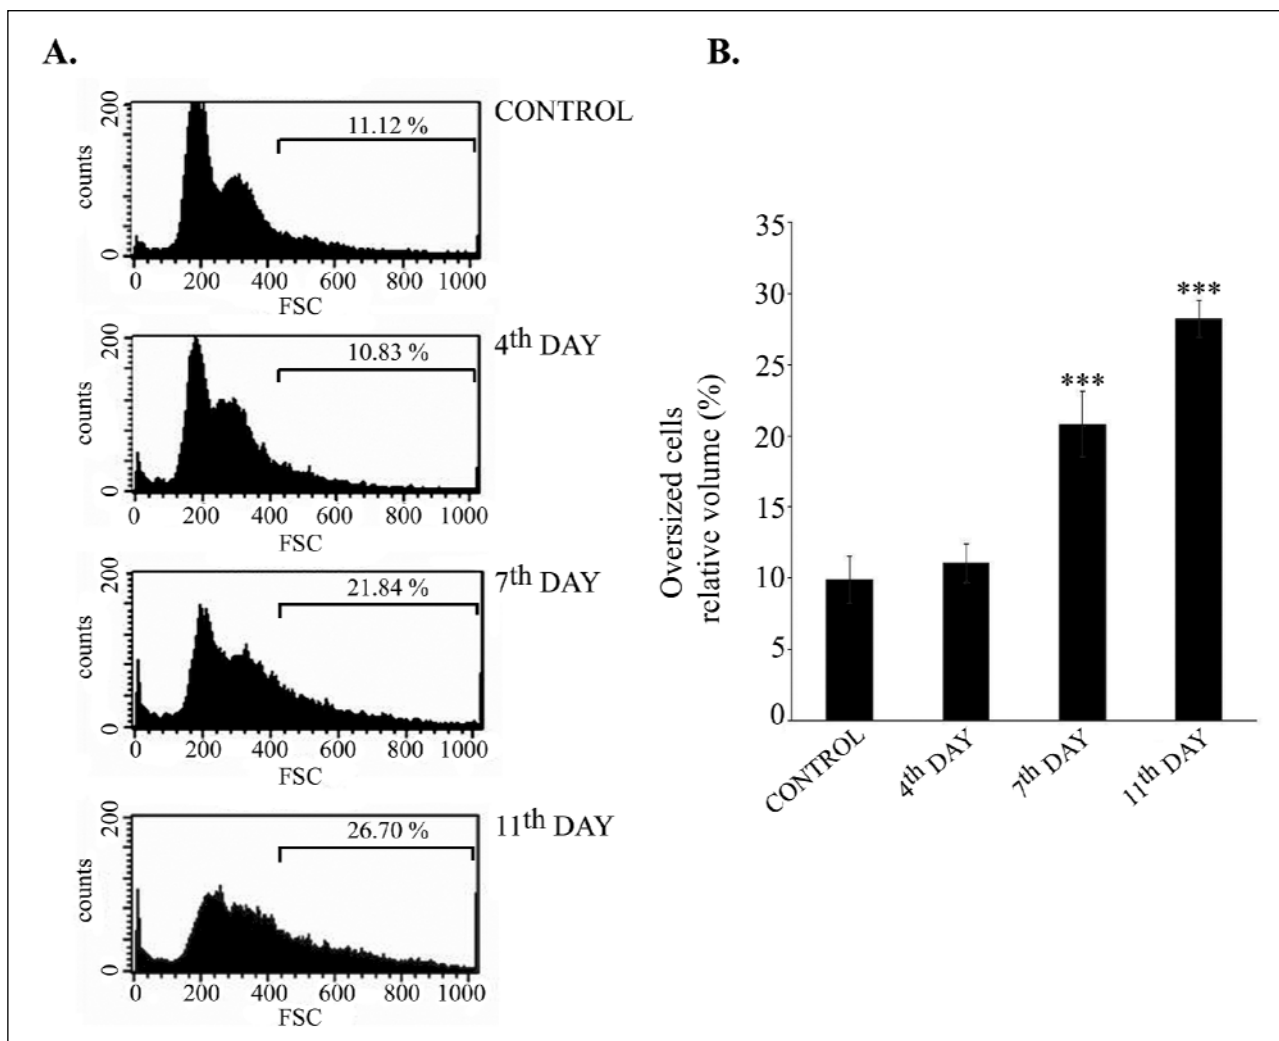 A.
CONTROL
11.12 %
200
0
counts
0 200 400 600 800 1000
FSC
4th DAY
10.83 %
200
0
counts
0 200 400 600 800 1000
FSC
7th DAY
21.84 %
200
0
counts
0 200 400 600 800 1000
FSC
11th DAY
26.70 %
200
0
counts
0 200 400 600 800 1000
FSC
B.
Oversized cells
relative volume (%)
35
30
25
20
15
10
5
0
***
***
CONTROL
4th DAY
7th DAY
11th DAY